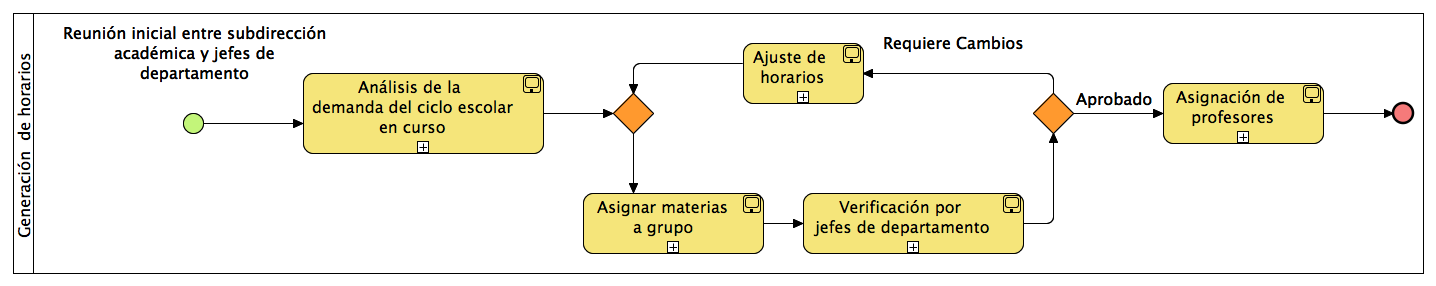 Generación de horarios
Reunión inicial entre subdirección
académica y jefes de
departamento
Análisis de la
demanda del ciclo escolar
en curso
Ajuste de
horarios
Requiere Cambios
Asignar materias
a grupo
Verificación por
jefes de departamento
Aprobado
Asignación de
profesores